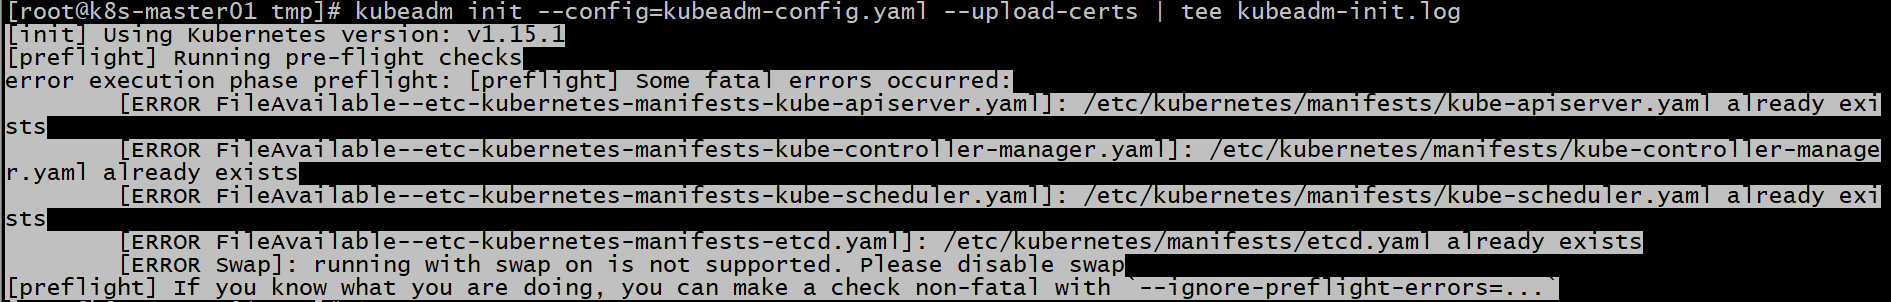 [root@k8s-master01 tmp]# kubeadm init --config=kubeadm-config.yaml --upload-certs | tee kubeadm-init.log
[init] Using Kubernetes version: v1.15.1
[preflight] Running pre-flight checks
error execution phase preflight: [preflight] Some fatal errors occurred:
        [ERROR FileAvailable--etc-kubernetes-manifests-kube-apiserver.yaml]: /etc/kubernetes/manifests/kube-apiserver.yaml already exi
sts
        [ERROR FileAvailable--etc-kubernetes-manifests-kube-controller-manager.yaml]: /etc/kubernetes/manifests/kube-controller-manage
r.yaml already exists
        [ERROR FileAvailable--etc-kubernetes-manifests-kube-scheduler.yaml]: /etc/kubernetes/manifests/kube-scheduler.yaml already exi
sts
        [ERROR FileAvailable--etc-kubernetes-manifests-etcd.yaml]: /etc/kubernetes/manifests/etcd.yaml already exists
        [ERROR Swap]: running with swap on is not supported. Please disable swap
[preflight] If you know what you are doing, you can make a check non-fatal with `--ignore-preflight-errors=...`